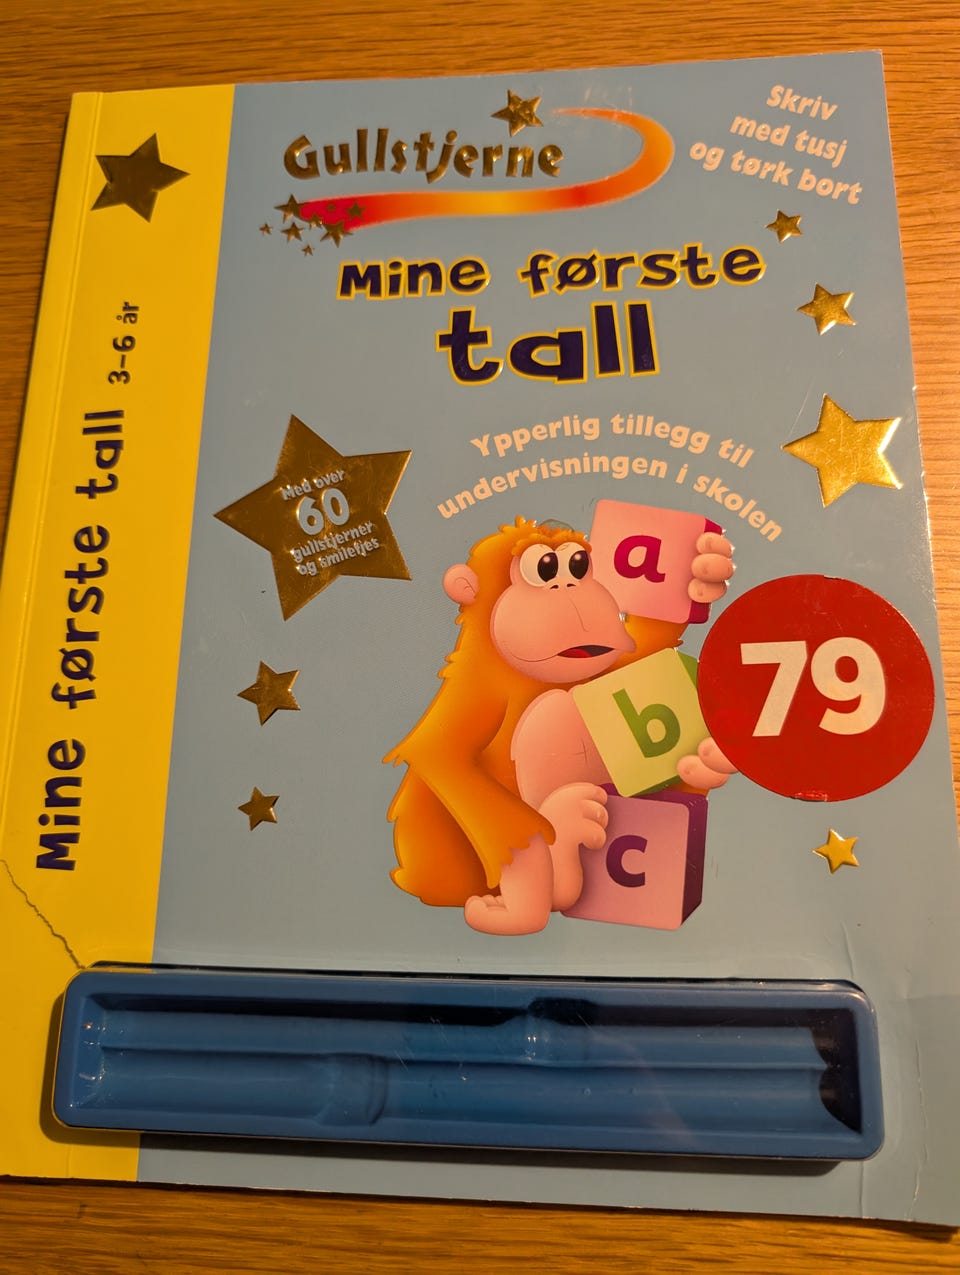 Skriv
med tusj
og tørk bort
Gullstjerne
Mine første
tall
Ypperlig tillegg til
undervisningen i skolen
Med over
60
gullstjerner
og smilefjes
a
b
c
79
Mine første tall 3-6 år